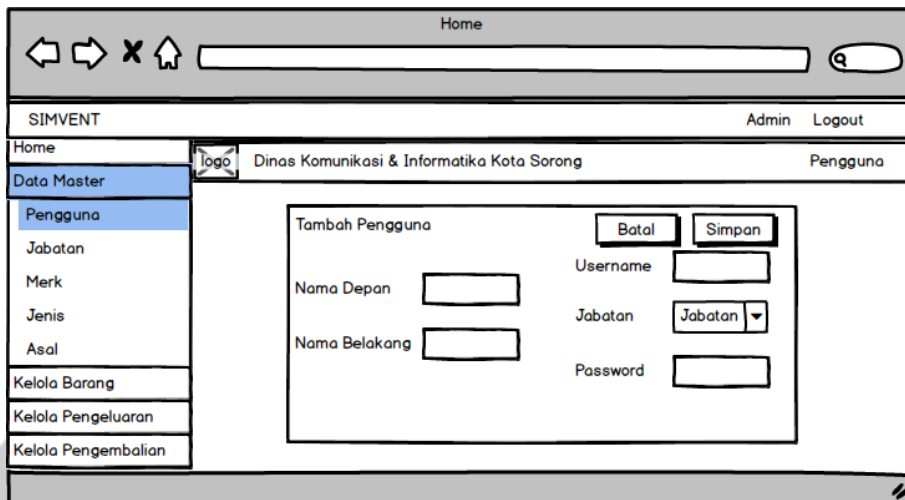 Home
SIMVENT
Admin Logout
Home
Data Master
Pengguna
Jabatan
Merk
Jenis
Asal
Kelola Barang
Kelola Pengeluaran
Kelola Pengembalian
logo
Dinas Komunikasi & Informatika Kota Sorong
Pengguna
Tambah Pengguna
Batal
Simpan
Nama Depan
Nama Belakang
Username
Jabatan
Jabatan
Password